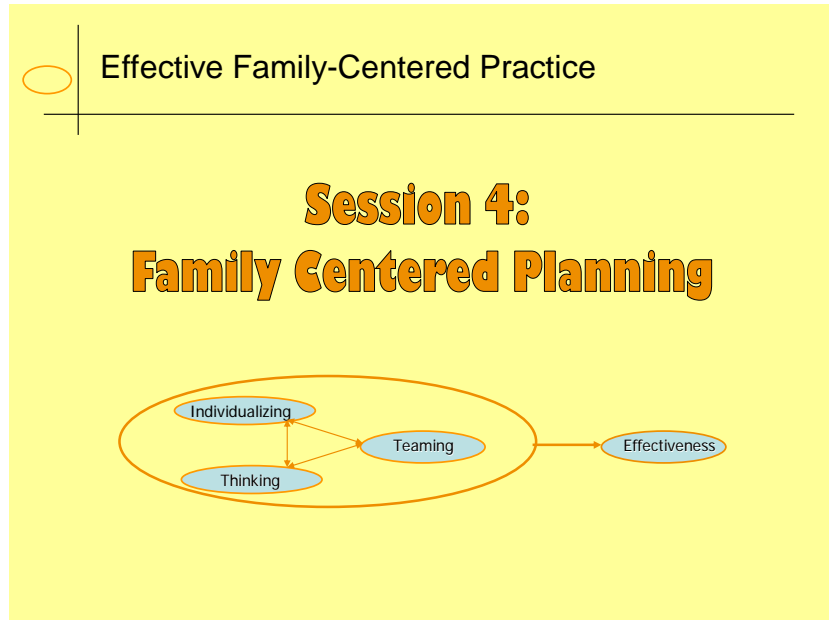 Effective Family-Centered Practice
Session 4:
Family Centered Planning
Individualizing
Teaming
Effectiveness
Thinking